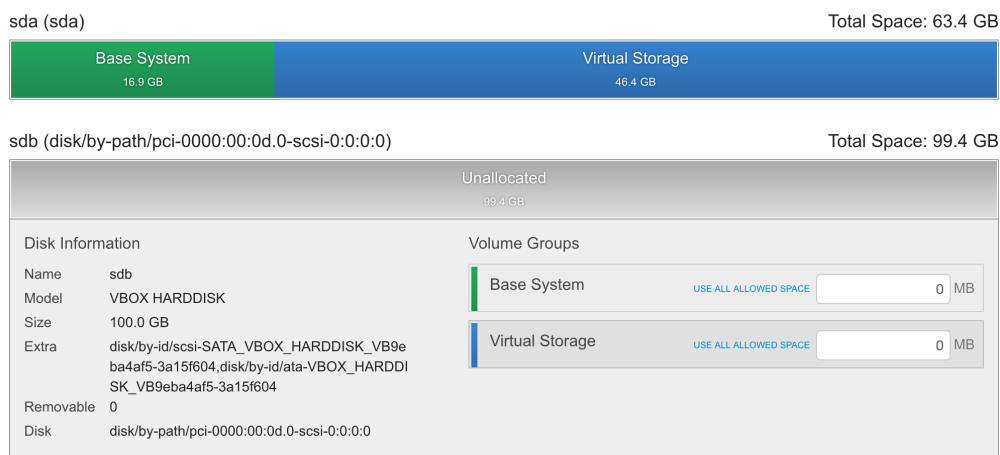 sda (sda) Total Space: 63.4 GB
Base System Virtual Storage
16.9 GB 46.4 GB
sdb (disk/by-path/pci-0000:00:0d.0-scsi-0:0:0:0) Total Space: 99.4 GB
Unallocated
99.4 GB
Disk Information
Name sdb
Model VBOX HARDDISK
Size 100.0 GB
Extra disk/by-id/scsi-SATA_VBOX_HARDDISK_VB9e
ba4af5-3a15f604,disk/by-id/ata-VBOX_HARDDI
SK_VB9eba4af5-3a15f604
Removable 0
Disk disk/by-path/pci-0000:00:0d.0-scsi-0:0:0:0
Volume Groups
Base System USE ALL ALLOWED SPACE 0 MB
Virtual Storage USE ALL ALLOWED SPACE 0 MB